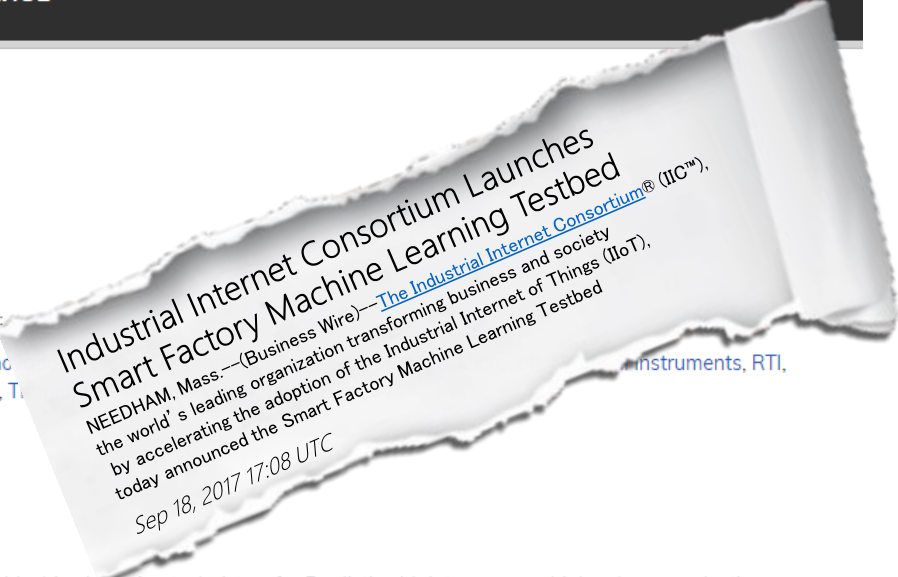 Industrial Internet Consortium Launches
Smart Factory Machine Learning Testbed
NEEDHAM, Mass.--(Business Wire)--The Industrial Internet Consortium® (IIC™),
the world's leading organization transforming business and society
by accelerating the adoption of the Industrial Internet of Things (IIoT),
today announced the Smart Factory Machine Learning Testbed
Sep 18, 2017 17:08 UTC
Instruments, RTI,